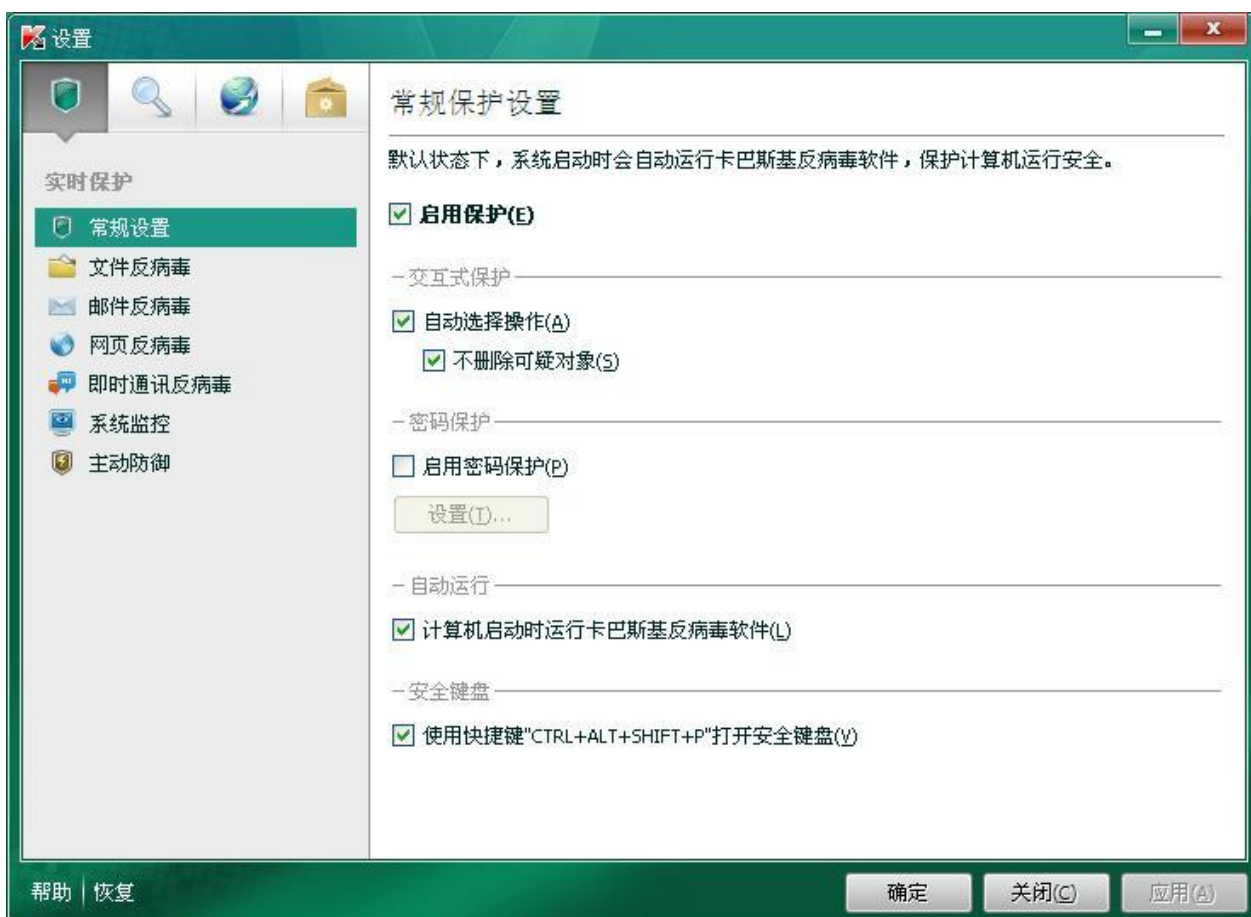 设置
常规保护设置
默认状态下，系统启动时会自动运行卡巴斯基反病毒软件，保护计算机运行安全。
实时保护
常规设置
文件反病毒
邮件反病毒
网页反病毒
即时通讯反病毒
系统监控
主动防御
启用保护(E)
交互式保护
自动选择操作(A)
不删除可疑对象(S)
密码保护
启用密码保护(P)
设置(T)...
自动运行
计算机启动时运行卡巴斯基反病毒软件(L)
安全键盘
使用快捷键"CTRL+ALT+SHIFT+P"打开安全键盘(V)
帮助 恢复 确定 关闭(C) 应用(A)